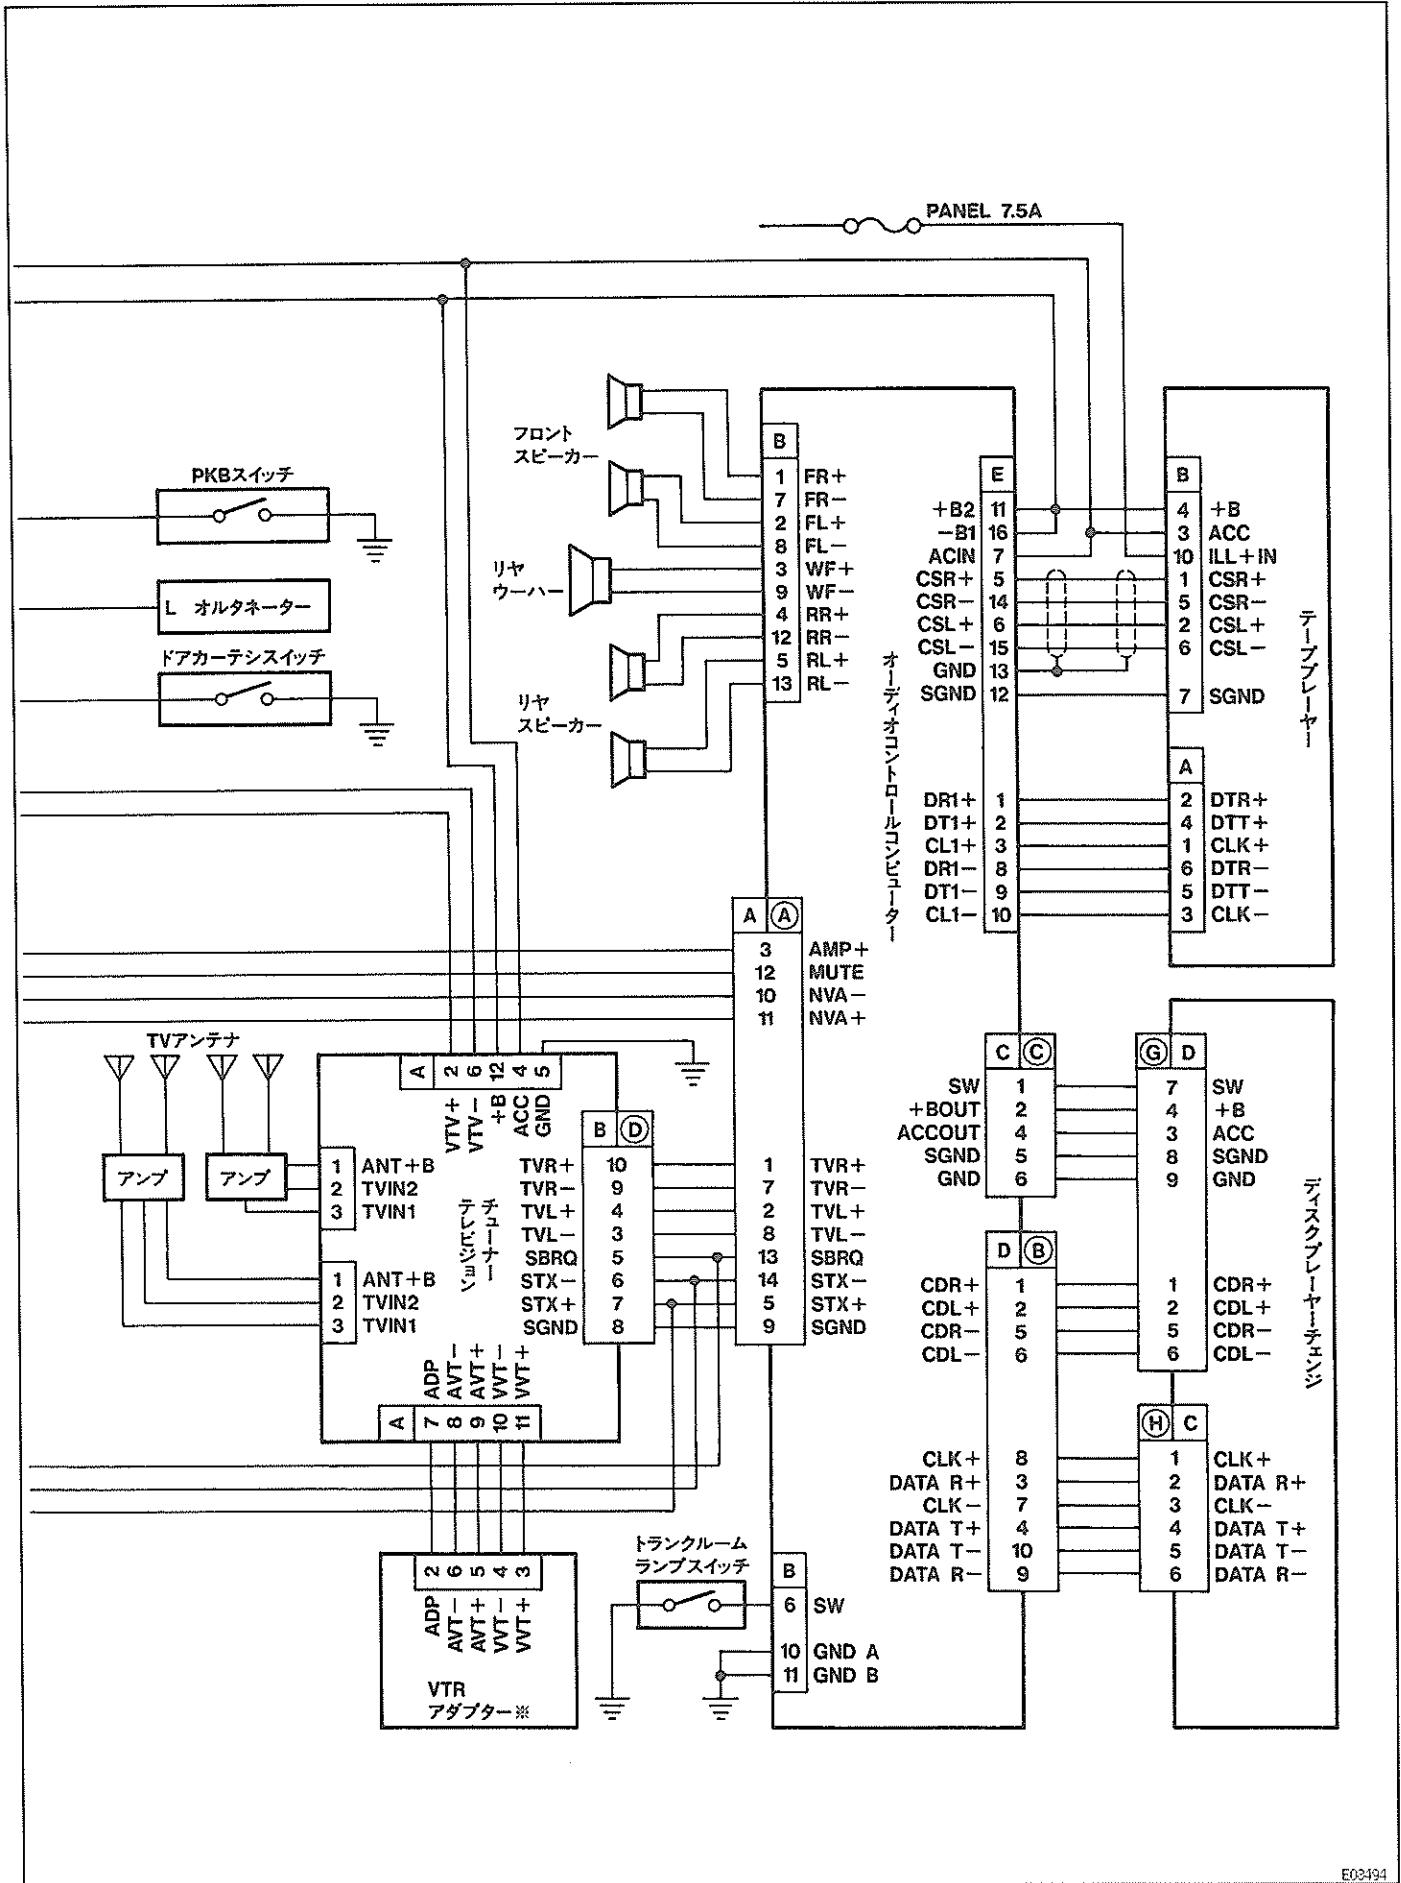 PANEL 7.5A
PKBスイッチ
L オルタネーター
ドアカーテシスイッチ
フロント
スピーカー
リヤ
ウーハー
リヤ
スピーカー
B
1 FR+
7 FR−
2 FL+
8 FL−
3 WF+
9 WF−
4 RR+
12 RR−
5 RL+
13 RL−
オーディオコントロールコンピューター
E
+B2 11
−B1 16
ACIN 7
CSR+ 5
CSR− 14
CSL+ 6
CSL− 15
GND 13
SGND 12
DR1+ 1
DT1+ 2
CL1+ 3
DR1− 8
DT1− 9
CL1− 10
B
4 +B
3 ACC
10 ILL+IN
1 CSR+
5 CSR−
2 CSL+
6 CSL−
7 SGND
テーププレーヤー
A
2 DTR+
4 DTT+
1 CLK+
6 DTR−
5 DTT−
3 CLK−
A Ⓐ
3 AMP+
12 MUTE
10 NVA−
11 NVA+
1 TVR+
7 TVR−
2 TVL+
8 TVL−
13 SBRQ
14 STX−
5 STX+
9 SGND
TVアンテナ
アンプ
アンプ
A 2 6 12 4 5
VTV+ VTV− +B ACC GND
1 ANT+B
2 TVIN2
3 TVIN1
1 ANT+B
2 TVIN2
3 TVIN1
テレビジョン
チューナー
B Ⓓ
TVR+ 10
TVR− 9
TVL+ 4
TVL− 3
SBRQ 5
STX− 6
STX+ 7
SGND 8
ADP AVT− AVT+ VVT− VVT+
A 7 8 9 10 11
2 6 5 4 3
ADP AVT− AVT+ VVT− VVT+
VTR
アダプター※
トランクルーム
ランプスイッチ
B
6 SW
10 GND A
11 GND B
C Ⓒ
SW 1
+BOUT 2
ACCOUT 4
SGND 5
GND 6
D Ⓑ
CDR+ 1
CDL+ 2
CDR− 5
CDL− 6
CLK+ 8
DATA R+ 3
CLK− 7
DATA T+ 4
DATA T− 10
DATA R− 9
Ⓖ D
7 SW
4 +B
3 ACC
8 SGND
9 GND
1 CDR+
2 CDL+
5 CDR−
6 CDL−
ディスクプレーヤーチェンジ
Ⓗ C
1 CLK+
2 DATA R+
3 CLK−
4 DATA T+
5 DATA T−
6 DATA R−
E03494